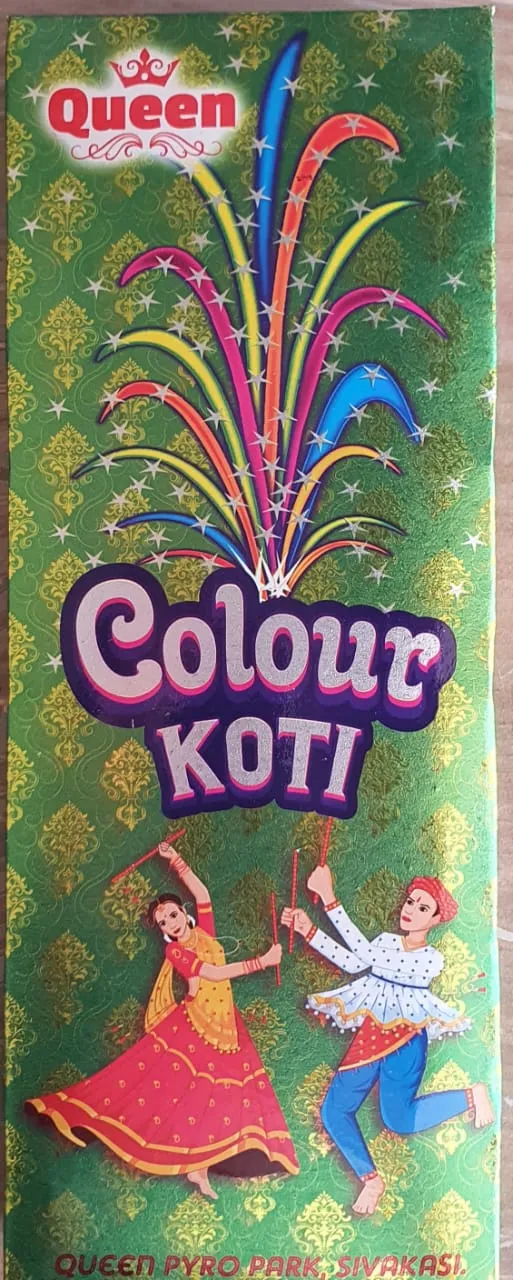 Queen
Colour
KOTI
QUEEN PYRO PARK, SIVAKASI.